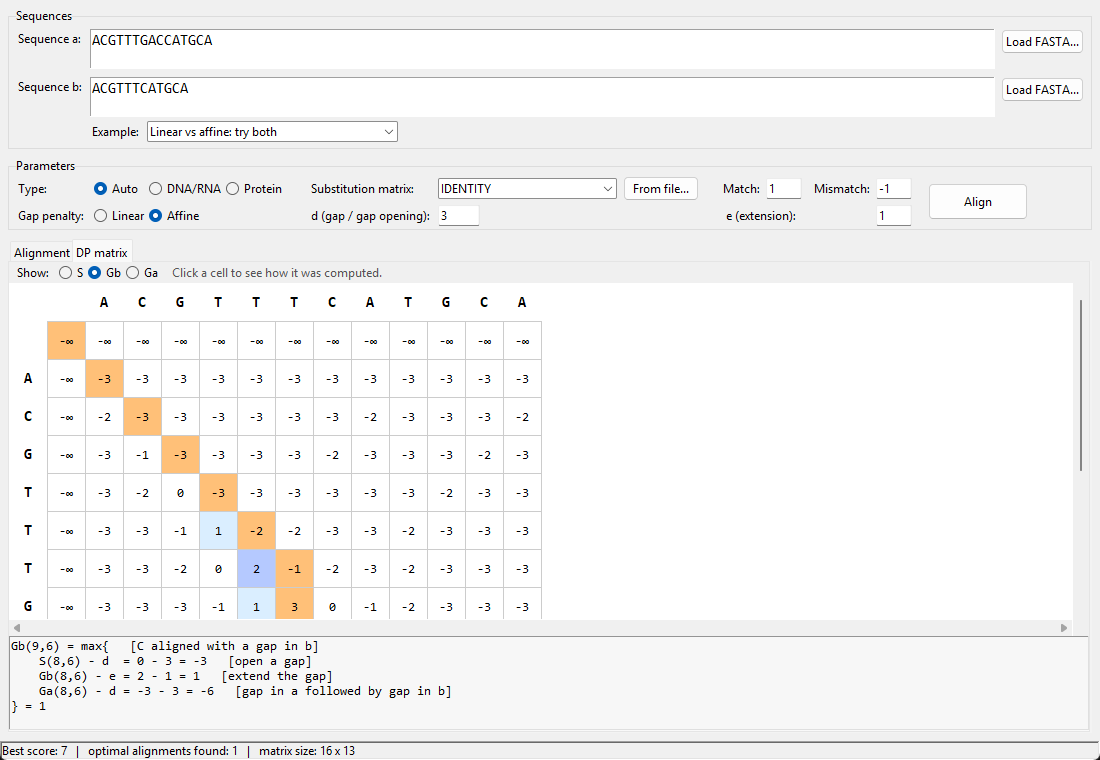 Sequences
Sequence a: ACGTTTGACCATGCA Load FASTA...
Sequence b: ACGTTTCATGCA Load FASTA...
Example: Linear vs affine: try both
Parameters
Type: Auto DNA/RNA Protein Substitution matrix: IDENTITY From file... Match: 1 Mismatch: -1 Align
Gap penalty: Linear Affine d (gap / gap opening): 3 e (extension): 1
Alignment DP matrix
Show: S Gb Ga Click a cell to see how it was computed.
A C G T T T C A T G C A
-∞ -∞ -∞ -∞ -∞ -∞ -∞ -∞ -∞ -∞ -∞ -∞ -∞
A -∞ -3 -3 -3 -3 -3 -3 -3 -3 -3 -3 -3 -3
C -∞ -2 -3 -3 -3 -3 -3 -3 -2 -3 -3 -3 -2
G -∞ -3 -1 -3 -3 -3 -3 -2 -3 -3 -3 -2 -3
T -∞ -3 -2 0 -3 -3 -3 -3 -3 -3 -2 -3 -3
T -∞ -3 -3 -1 1 -2 -2 -3 -3 -2 -3 -3 -3
T -∞ -3 -3 -2 0 2 -1 -2 -3 -2 -3 -3 -3
G -∞ -3 -3 -3 -1 1 3 0 -1 -2 -3 -3 -3
Gb(9,6) = max{ [C aligned with a gap in b]
S(8,6) - d = 0 - 3 = -3 [open a gap]
Gb(8,6) - e = 2 - 1 = 1 [extend the gap]
Ga(8,6) - d = -3 - 3 = -6 [gap in a followed by gap in b]
} = 1
Best score: 7 | optimal alignments found: 1 | matrix size: 16 x 13